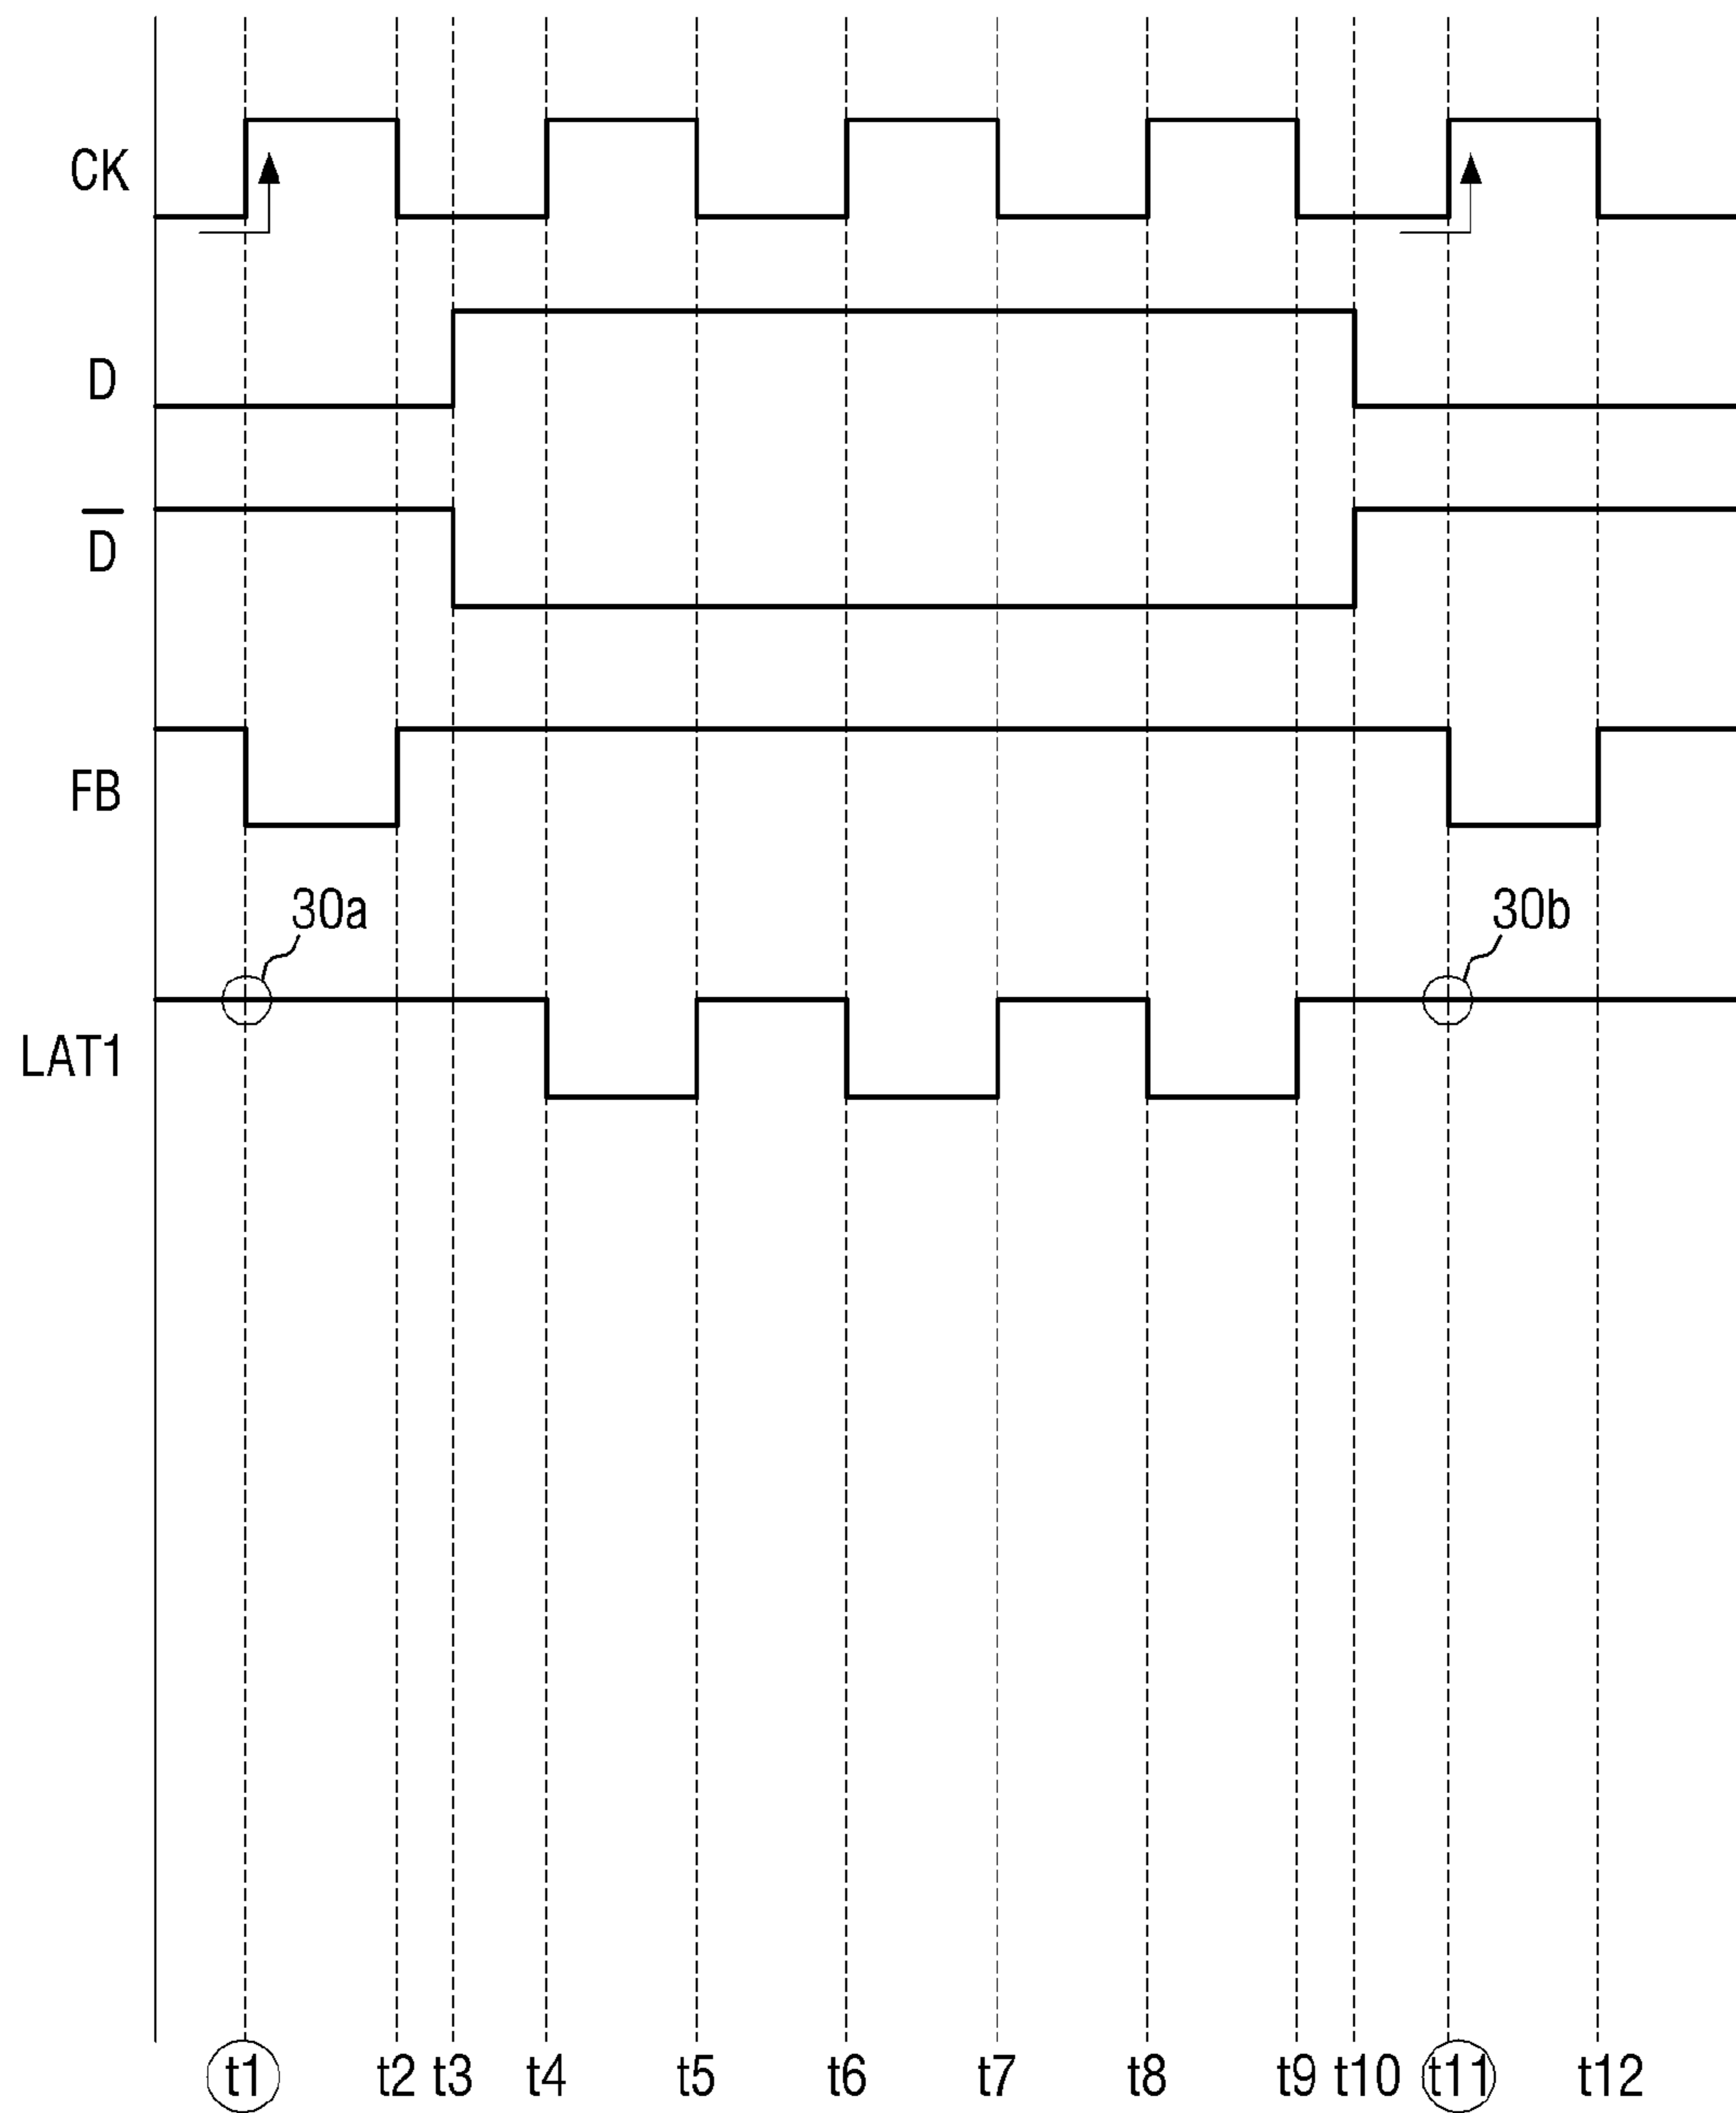 CK
D
D̅
FB
30a
30b
LAT1
t1 t2 t3 t4 t5 t6 t7 t8 t9 t10 t11 t12